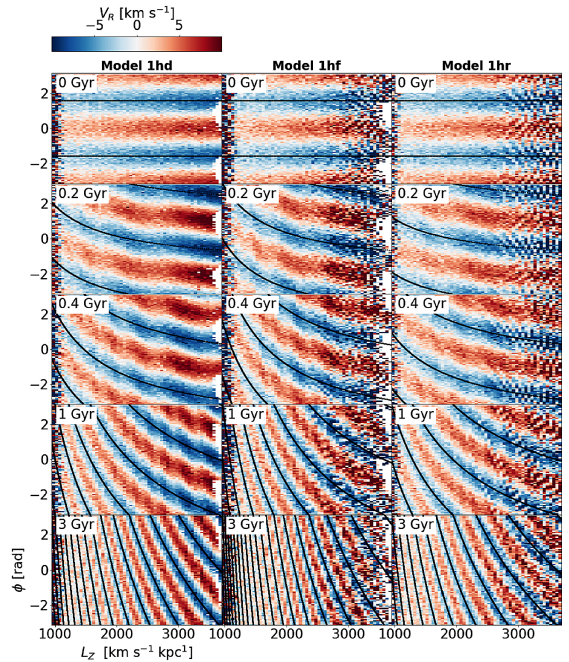 V_R [km s⁻¹]
−5 0 5
Model 1hd Model 1hf Model 1hr
0 Gyr 0 Gyr 0 Gyr
2
0
−2
0.2 Gyr 0.2 Gyr 0.2 Gyr
2
0
−2
0.4 Gyr 0.4 Gyr 0.4 Gyr
2
0
−2
1 Gyr 1 Gyr 1 Gyr
2
0
−2
3 Gyr 3 Gyr 3 Gyr
2
0
−2
ϕ [rad]
1000 2000 3000 1000 2000 3000 1000 2000 3000
L_Z [km s⁻¹ kpc¹]